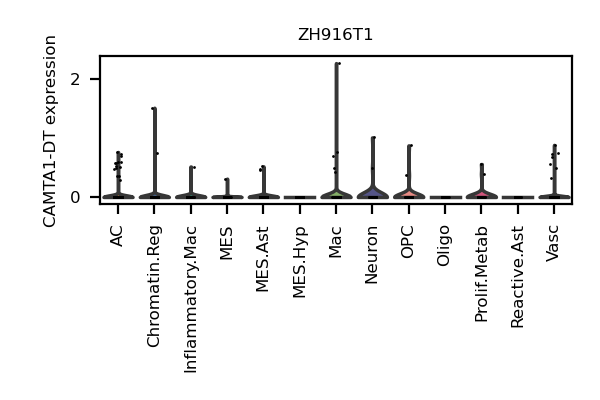 ZH916T1
CAMTA1-DT expression
2
0
AC
Chromatin.Reg
Inflammatory.Mac
MES
MES.Ast
MES.Hyp
Mac
Neuron
OPC
Oligo
Prolif.Metab
Reactive.Ast
Vasc